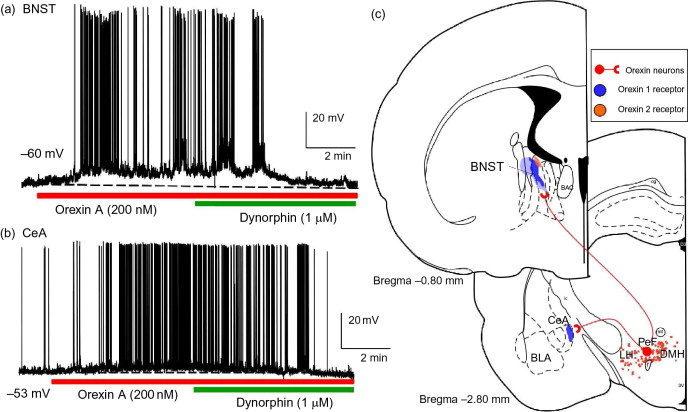 (a) BNST
20 mV
2 min
–60 mV
Orexin A (200 nM)
Dynorphin (1 μM)
(b) CeA
20 mV
2 min
–53 mV
Orexin A (200 nM)
Dynorphin (1 μM)
(c)
Orexin neurons
Orexin 1 receptor
Orexin 2 receptor
BNST
BAC
Bregma –0.80 mm
CeA
BLA
PeF
LH
DMH
3V
Bregma –2.80 mm